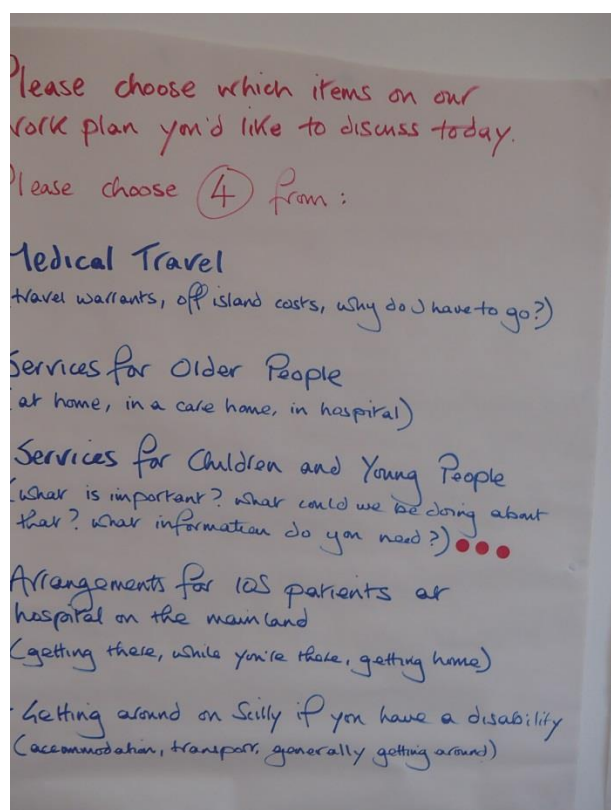 Please choose which items on our
work plan you'd like to discuss today.
Please choose 4 from:
Medical Travel
(travel warrants, off island costs, why do I have to go?)
Services for Older People
(at home, in a care home, in hospital)
Services for Children and Young People
(what is important? what could we be doing about
that? what information do you need?)
Arrangements for IOS patients at
hospital on the mainland
(getting there, while you're there, getting home)
Getting around on Scilly if you have a disability
(accommodation, transport, generally getting around)